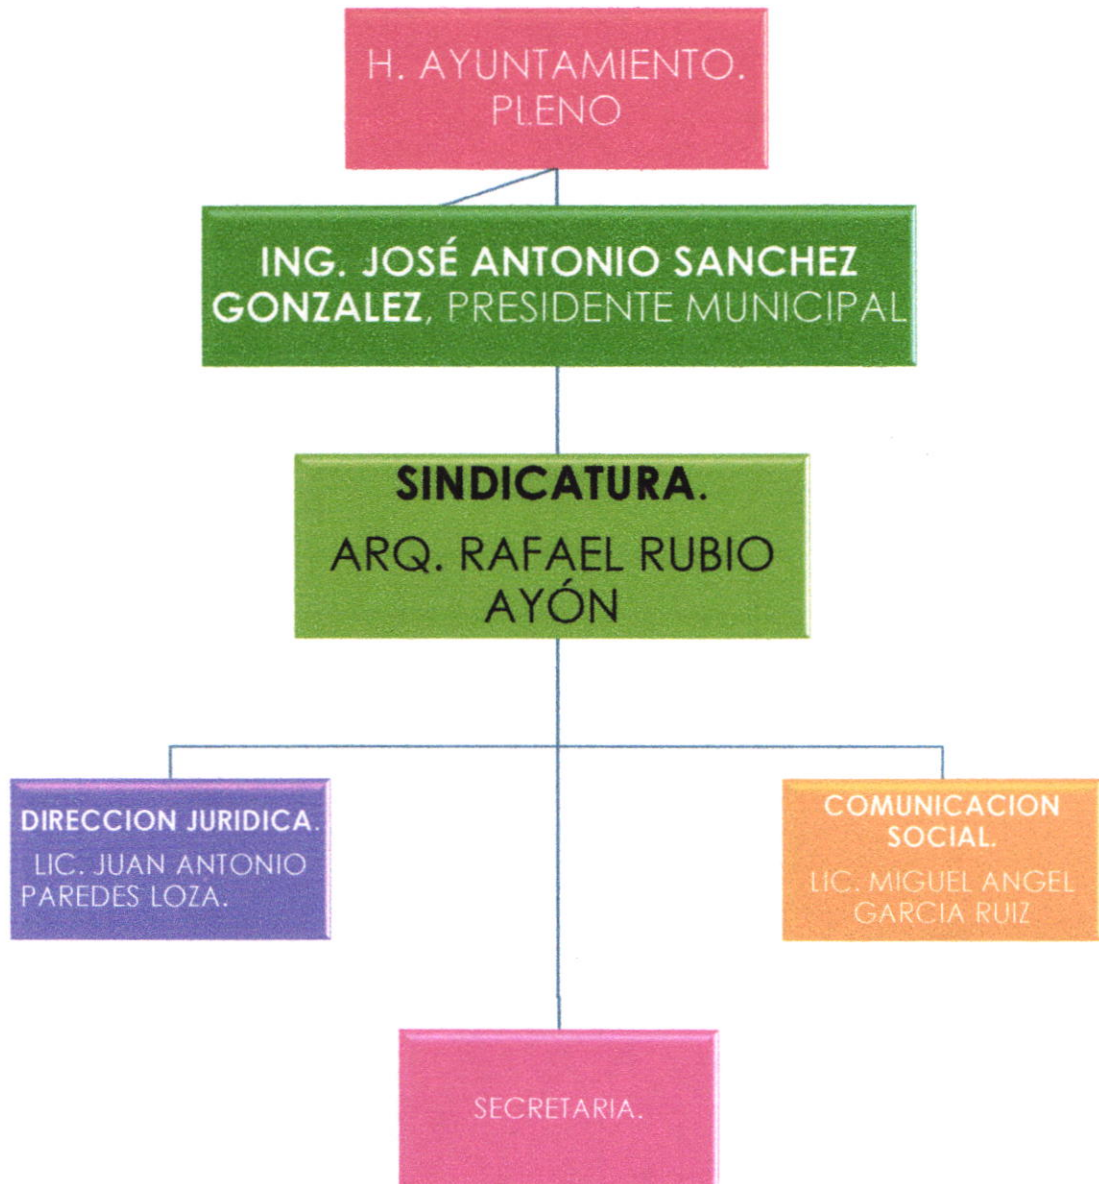 H. AYUNTAMIENTO.
PLENO
ING. JOSÉ ANTONIO SANCHEZ
GONZALEZ, PRESIDENTE MUNICIPAL
SINDICATURA.
ARQ. RAFAEL RUBIO
AYÓN
DIRECCION JURIDICA.
LIC. JUAN ANTONIO
PAREDES LOZA.
COMUNICACION
SOCIAL.
LIC. MIGUEL ANGEL
GARCIA RUIZ
SECRETARIA.